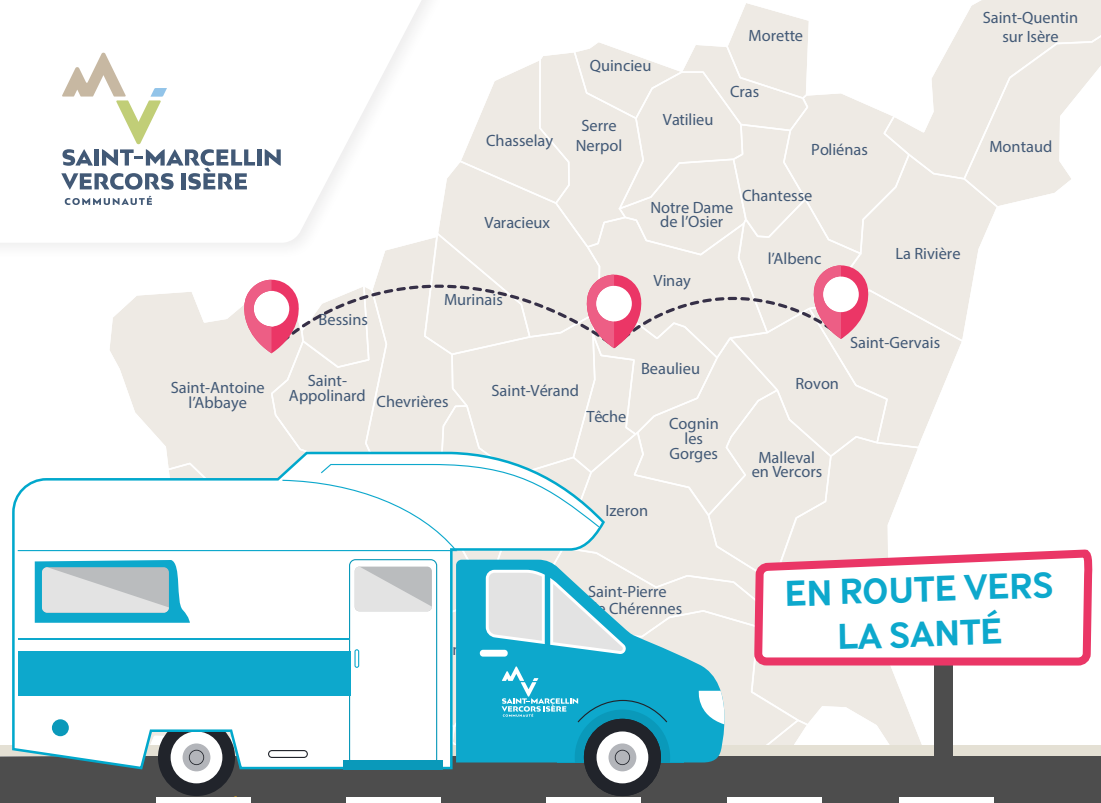 SAINT-MARCELLIN
VERCORS ISÈRE
COMMUNAUTÉ
Saint-Quentin
sur Isère
Morette
Quincieu
Cras
Vatilieu
Serre
Nerpol
Chasselay
Poliénas
Montaud
Chantesse
Notre Dame
de l'Osier
Varacieux
l'Albenc
La Rivière
Vinay
Murinais
Bessins
Saint-Gervais
Beaulieu
Rovon
Saint-Antoine
l'Abbaye
Saint-
Appolinard
Chevrières
Saint-Vérand
Têche
Cognin
les
Gorges
Malleval
en Vercors
Izeron
Saint-Pierre
Chérennes
EN ROUTE VERS
LA SANTÉ
SAINT-MARCELLIN
VERCORS ISÈRE
COMMUNAUTÉ